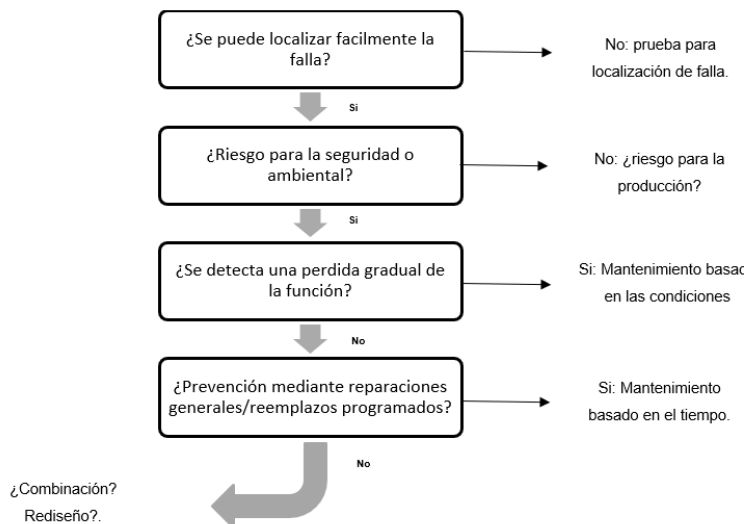 ¿Se puede localizar facilmente la
falla?
No: prueba para
localización de falla.
Si
¿Riesgo para la seguridad o
ambiental?
No: ¿riesgo para la
producción?
Si
¿Se detecta una perdida gradual de
la función?
Si: Mantenimiento basad
en las condiciones
No
¿Prevención mediante reparaciones
generales/reemplazos programados?
Si: Mantenimiento
basado en el tiempo.
No
¿Combinación?
Rediseño?.